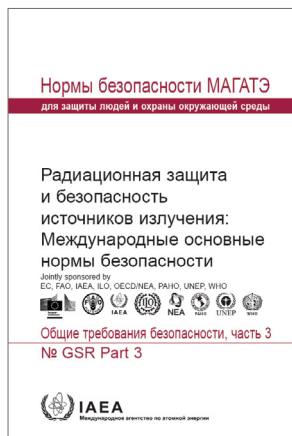 Нормы безопасности МАГАТЭ
для защиты людей и охраны окружающей среды
Радиационная защита
и безопасность
источников излучения:
Международные основные
нормы безопасности
Jointly sponsored by
EC, FAO, IAEA, ILO, OECD/NEA, PAHO, UNEP, WHO
IAEA NEA PAHO UNEP WHO
Общие требования безопасности, часть 3
№ GSR Part 3
IAEA
Международное агентство по атомной энергии